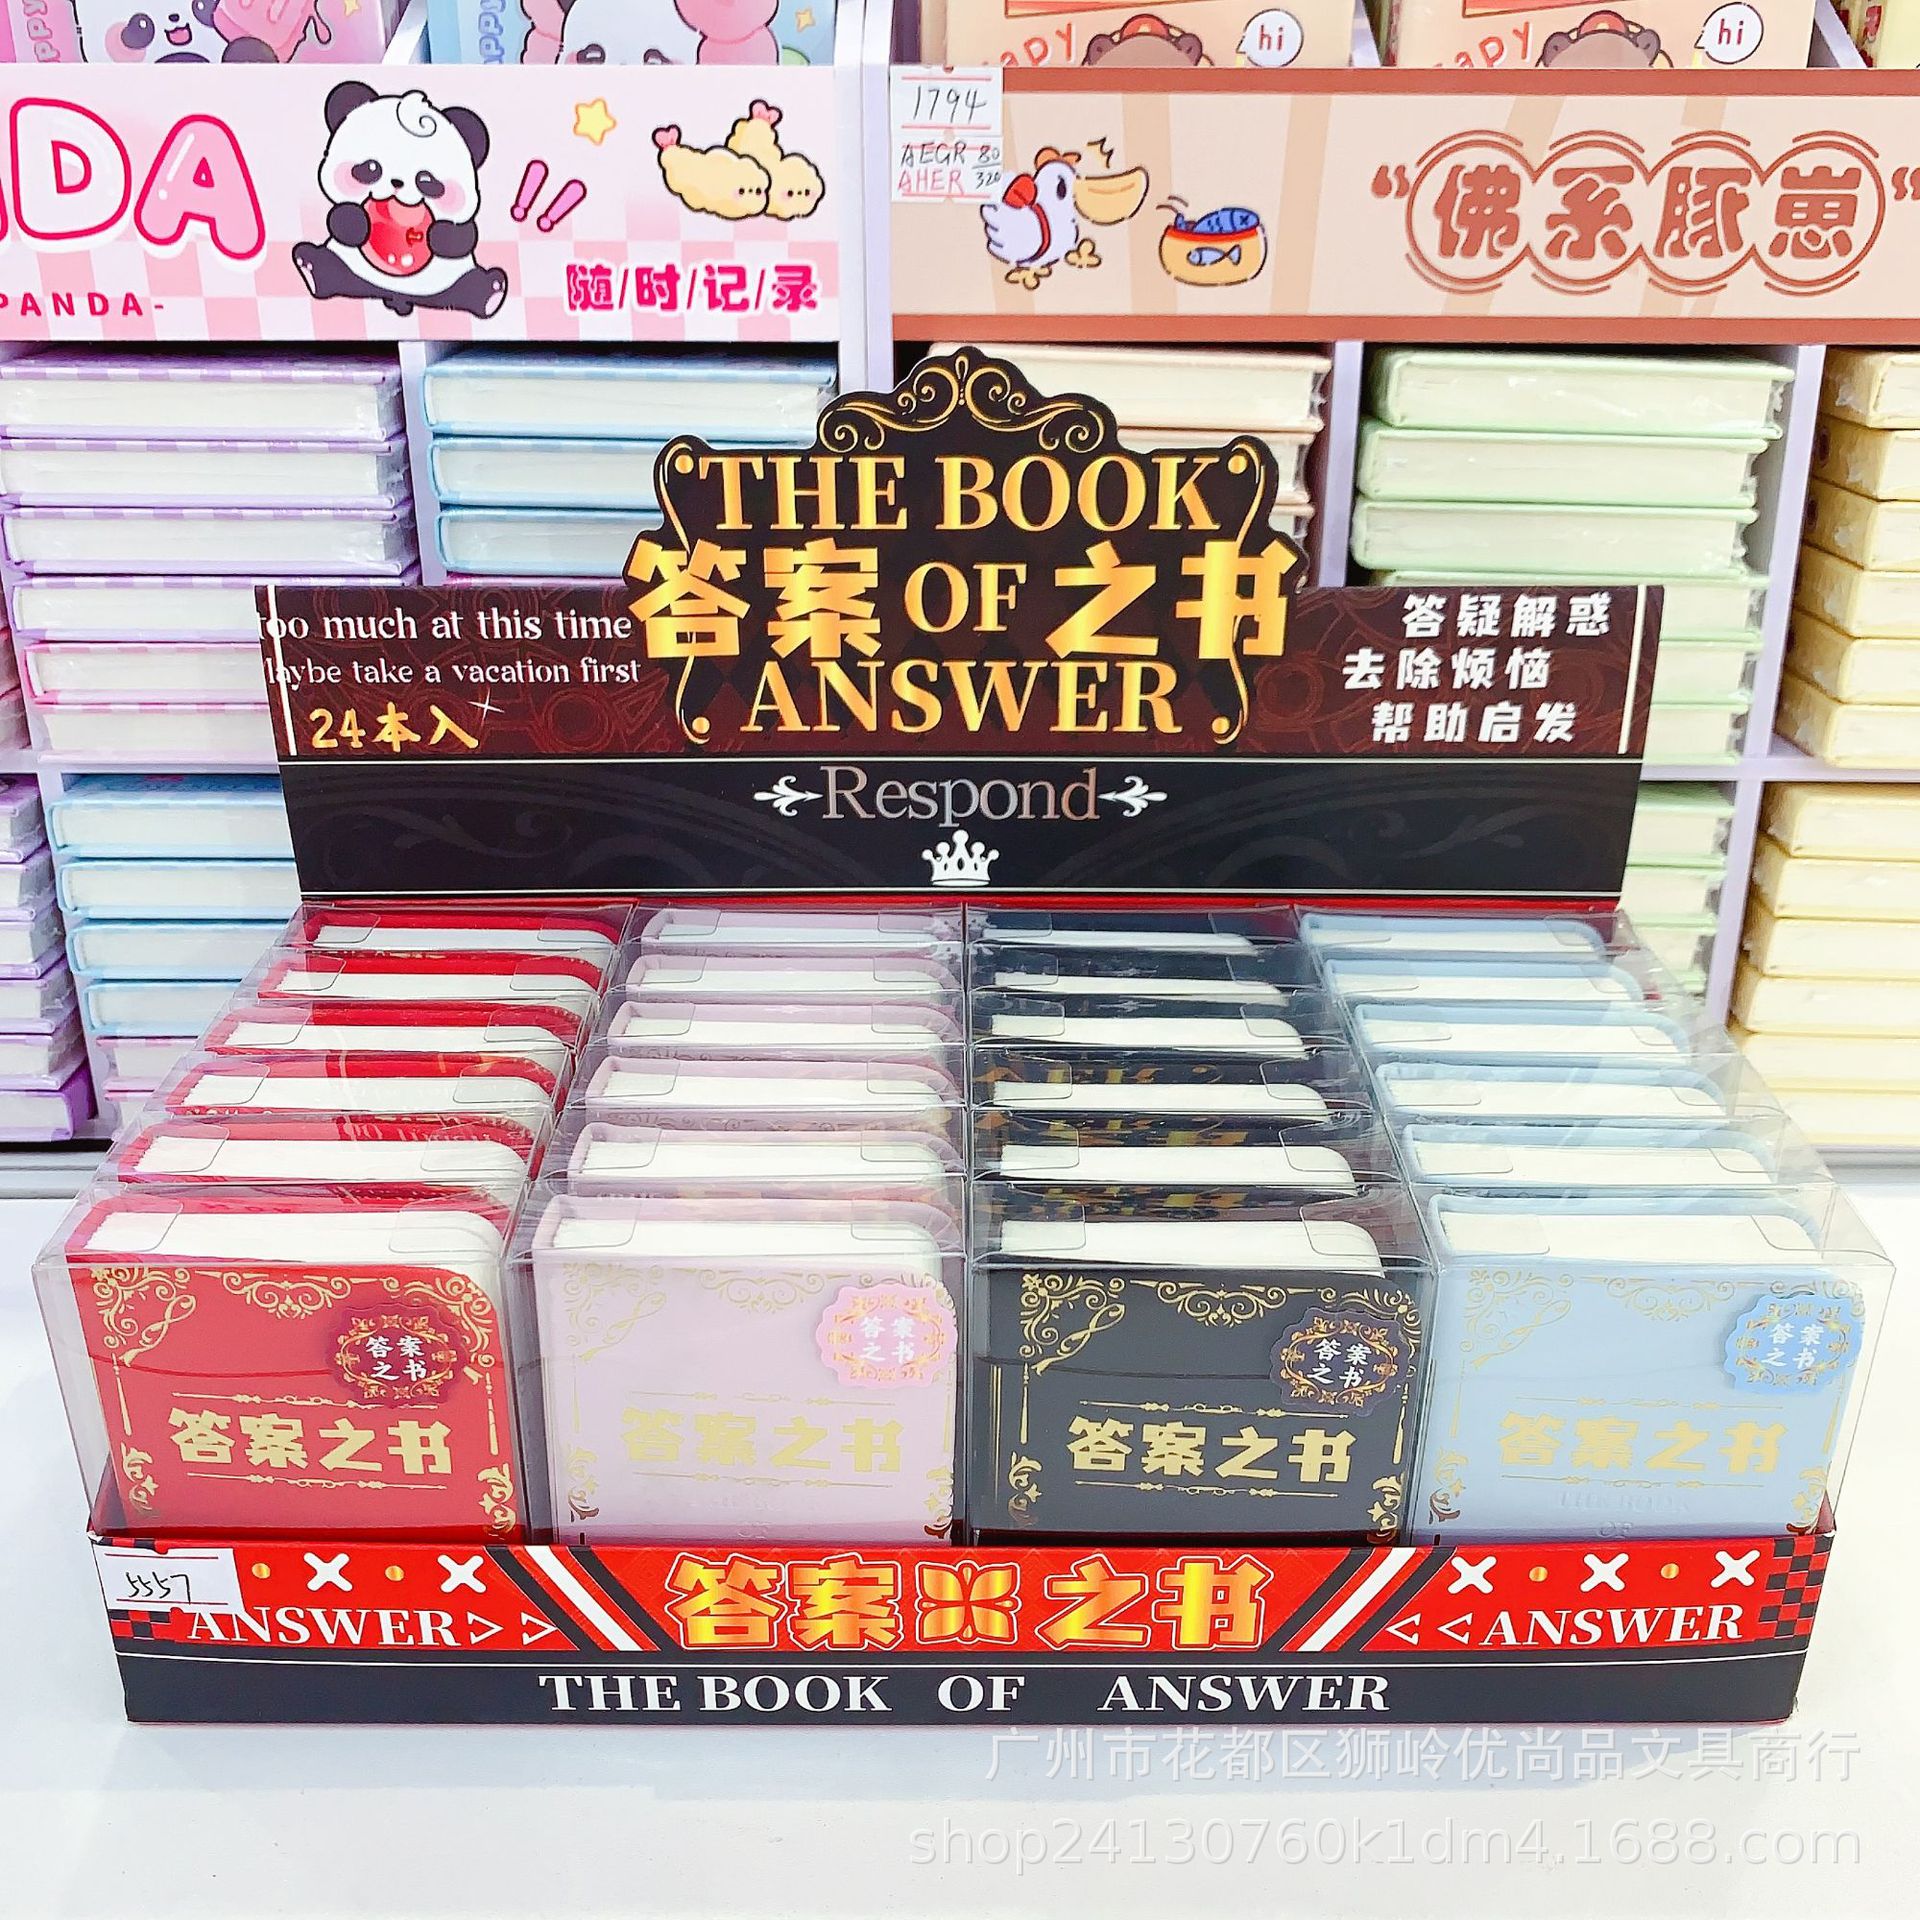 hi
hi
DA
PANDA-
随/时/记/录
1794
AEGR 80
AHER 320
“佛系豚崽”
THE BOOK
答案 OF 之书
ANSWER
too much at this time
take a vacation first
24本入
答疑解惑
去除烦恼
帮助启发
Respond
答案
之书
答案之书
答案
之书
答案之书
答案
之书
答案之书
答案
之书
答案之书
THE BOOK
OF
5557
ANSWER>>
答案之书
<<ANSWER
THE BOOK OF ANSWER
广州市花都区狮岭优尚品文具商行
shop24130760k1dm4.1688.com